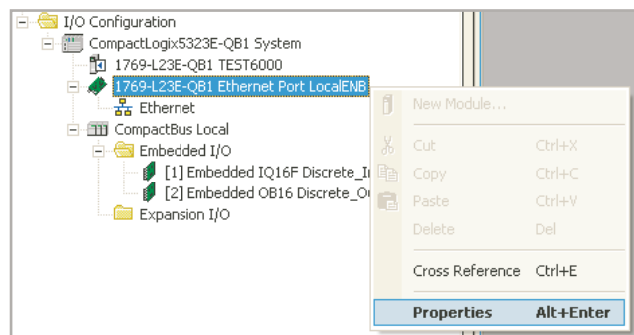 I/O Configuration
CompactLogix5323E-QB1 System
1769-L23E-QB1 TEST6000
1769-L23E-QB1 Ethernet Port LocalENB
Ethernet
CompactBus Local
Embedded I/O
[1] Embedded IQ16F Discrete_I
[2] Embedded OB16 Discrete_O
Expansion I/O
New Module...
Cut Ctrl+X
Copy Ctrl+C
Paste Ctrl+V
Delete Del
Cross Reference Ctrl+E
Properties Alt+Enter